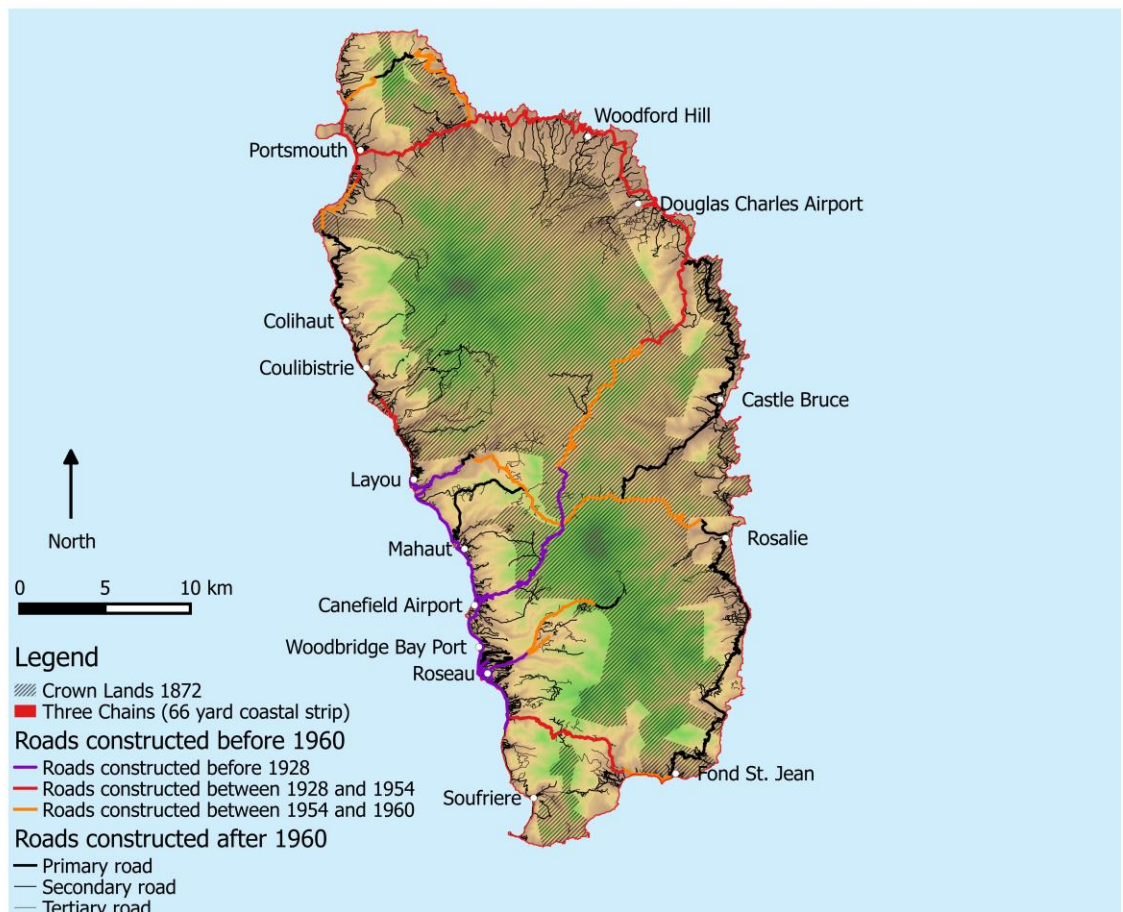 Woodford Hill
Portsmouth
Douglas Charles Airport
Colihaut
Coulibistrie
Castle Bruce
Layou
North
Mahaut
Rosalie
0 5 10 km
Canefield Airport
Woodbridge Bay Port
Roseau
Fond St. Jean
Soufriere
Legend
Crown Lands 1872
Three Chains (66 yard coastal strip)
Roads constructed before 1960
Roads constructed before 1928
Roads constructed between 1928 and 1954
Roads constructed between 1954 and 1960
Roads constructed after 1960
Primary road
Secondary road
Tertiary road